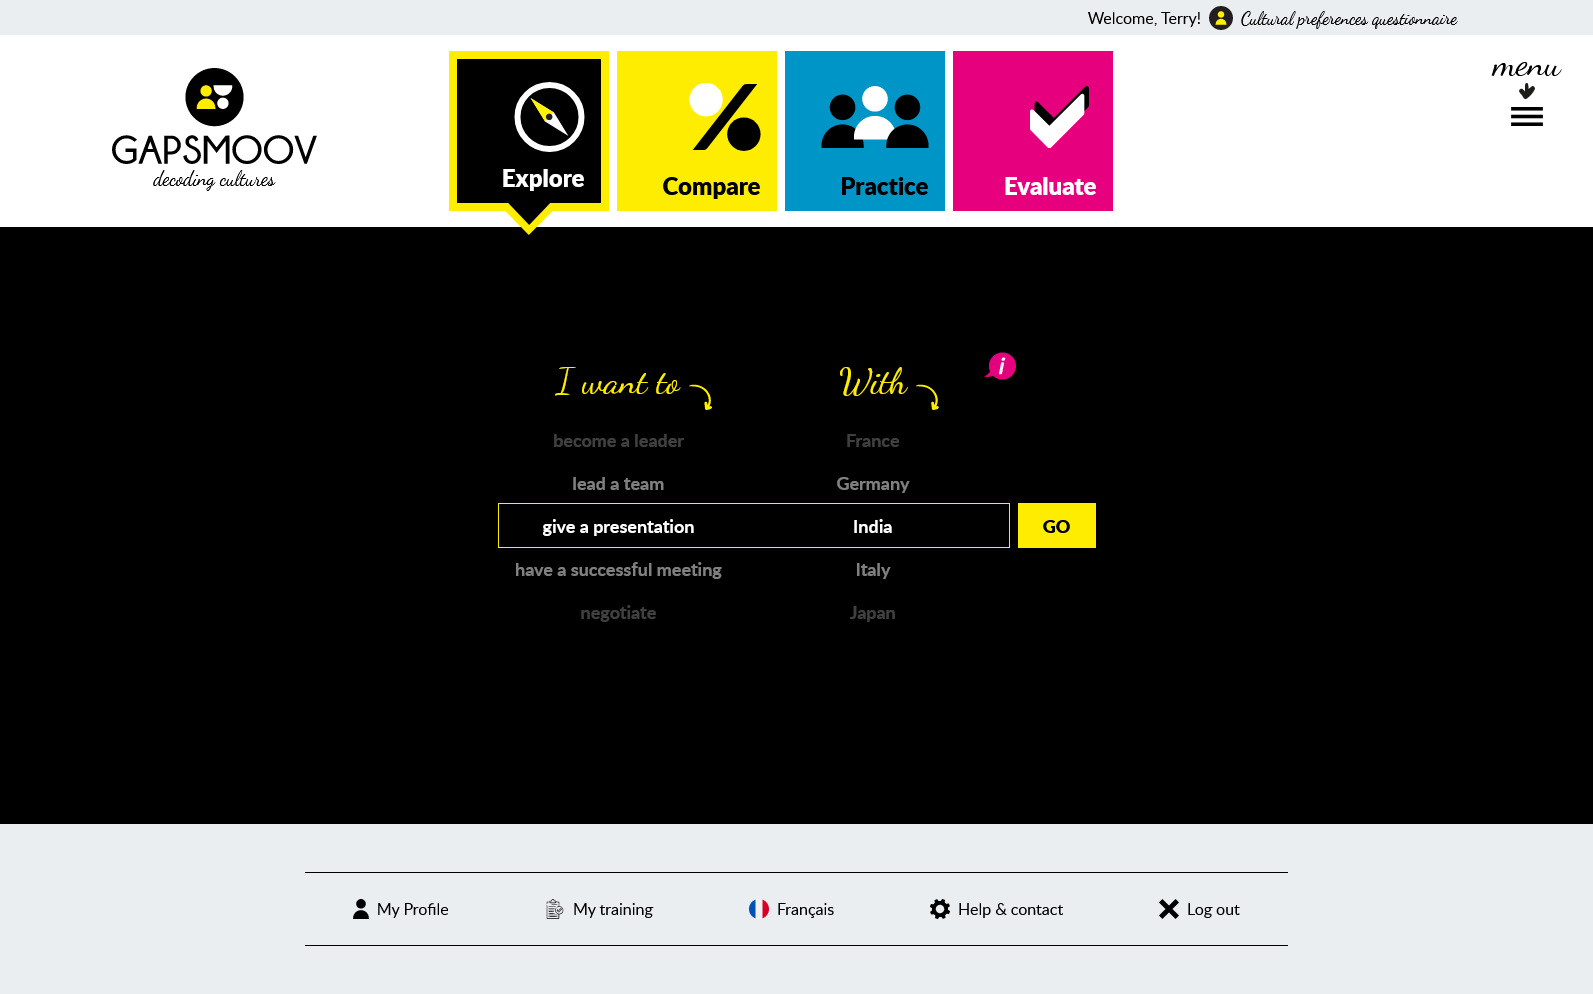 Welcome, Terry! Cultural preferences questionnaire
menu
GAPSMOOV
decoding cultures
Explore
Compare
Practice
Evaluate
I want to
With
i
become a leader
France
lead a team
Germany
give a presentation
India
GO
have a successful meeting
Italy
negotiate
Japan
My Profile
My training
Français
Help & contact
Log out